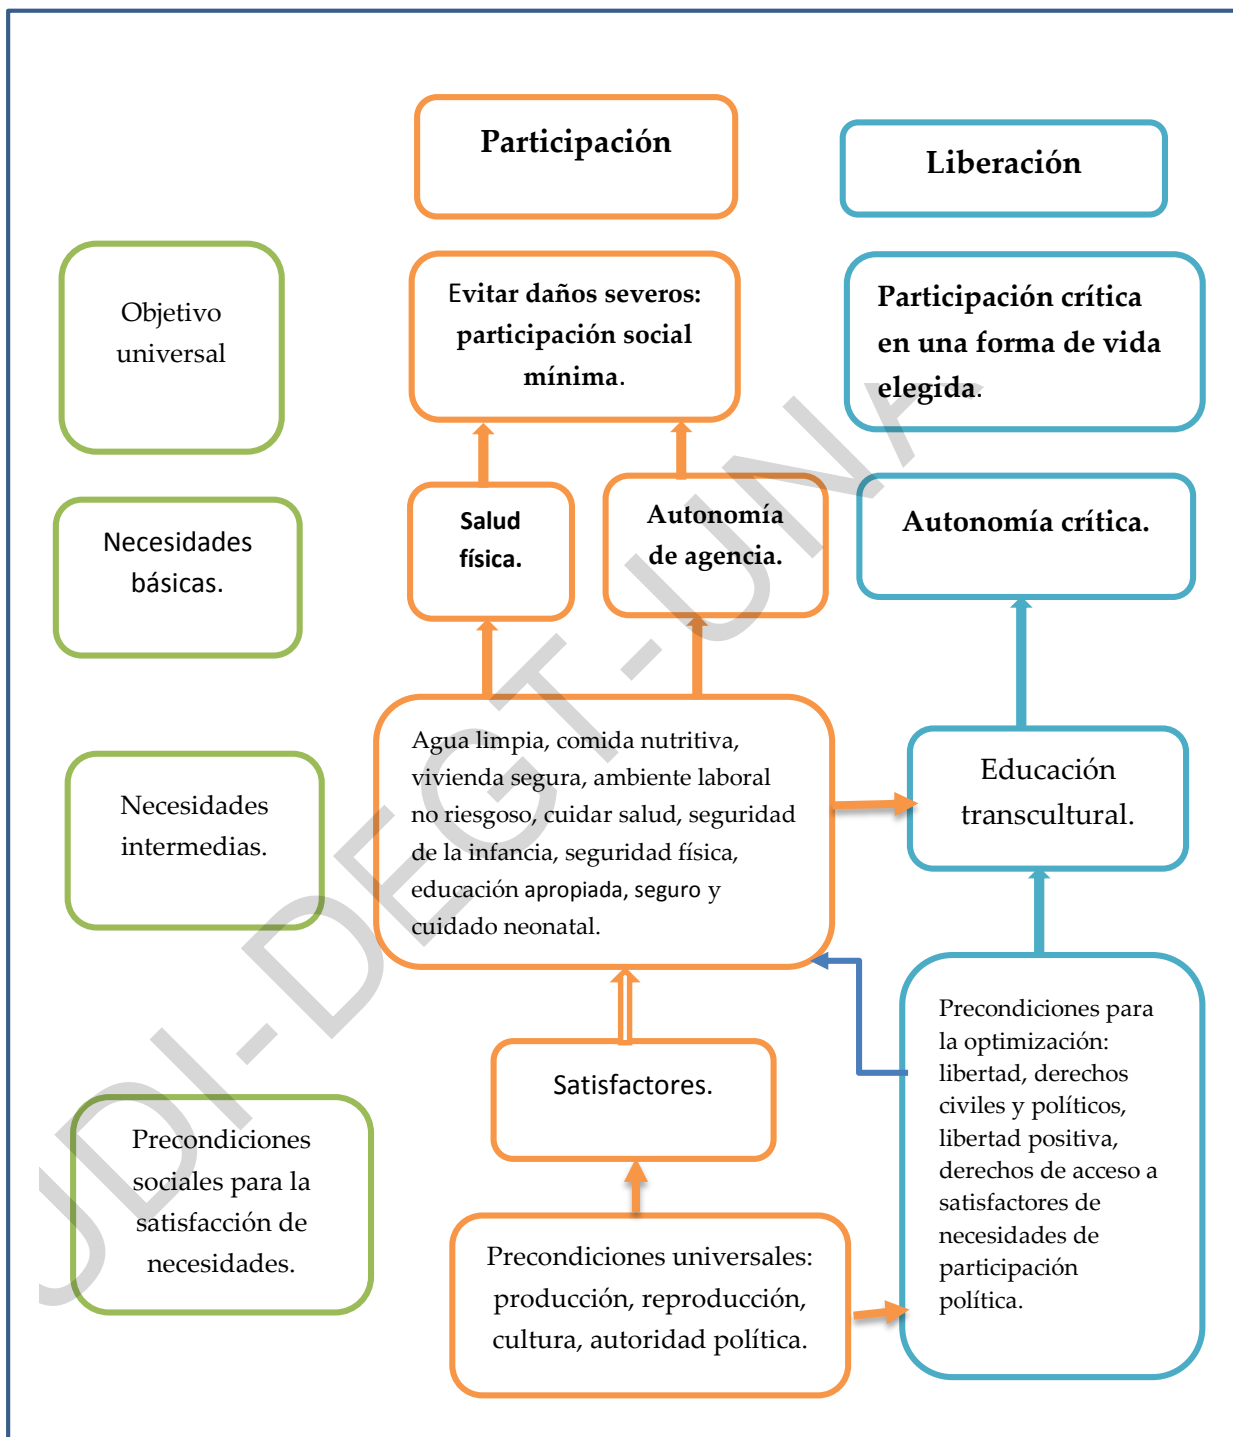 Participación
Liberación
Objetivo
universal
Evitar daños severos:
participación social
mínima.
Participación crítica
en una forma de vida
elegida.
Necesidades
básicas.
Salud
física.
Autonomía
de agencia.
Autonomía crítica.
Necesidades
intermedias.
Agua limpia, comida nutritiva,
vivienda segura, ambiente laboral
no riesgoso, cuidar salud, seguridad
de la infancia, seguridad física,
educación apropiada, seguro y
cuidado neonatal.
Educación
transcultural.
Satisfactores.
Precondiciones
sociales para la
satisfacción de
necesidades.
Precondiciones universales:
producción, reproducción,
cultura, autoridad política.
Precondiciones para
la optimización:
libertad, derechos
civiles y políticos,
libertad positiva,
derechos de acceso a
satisfactores de
necesidades de
participación
política.
UDI-DEGT-UNA